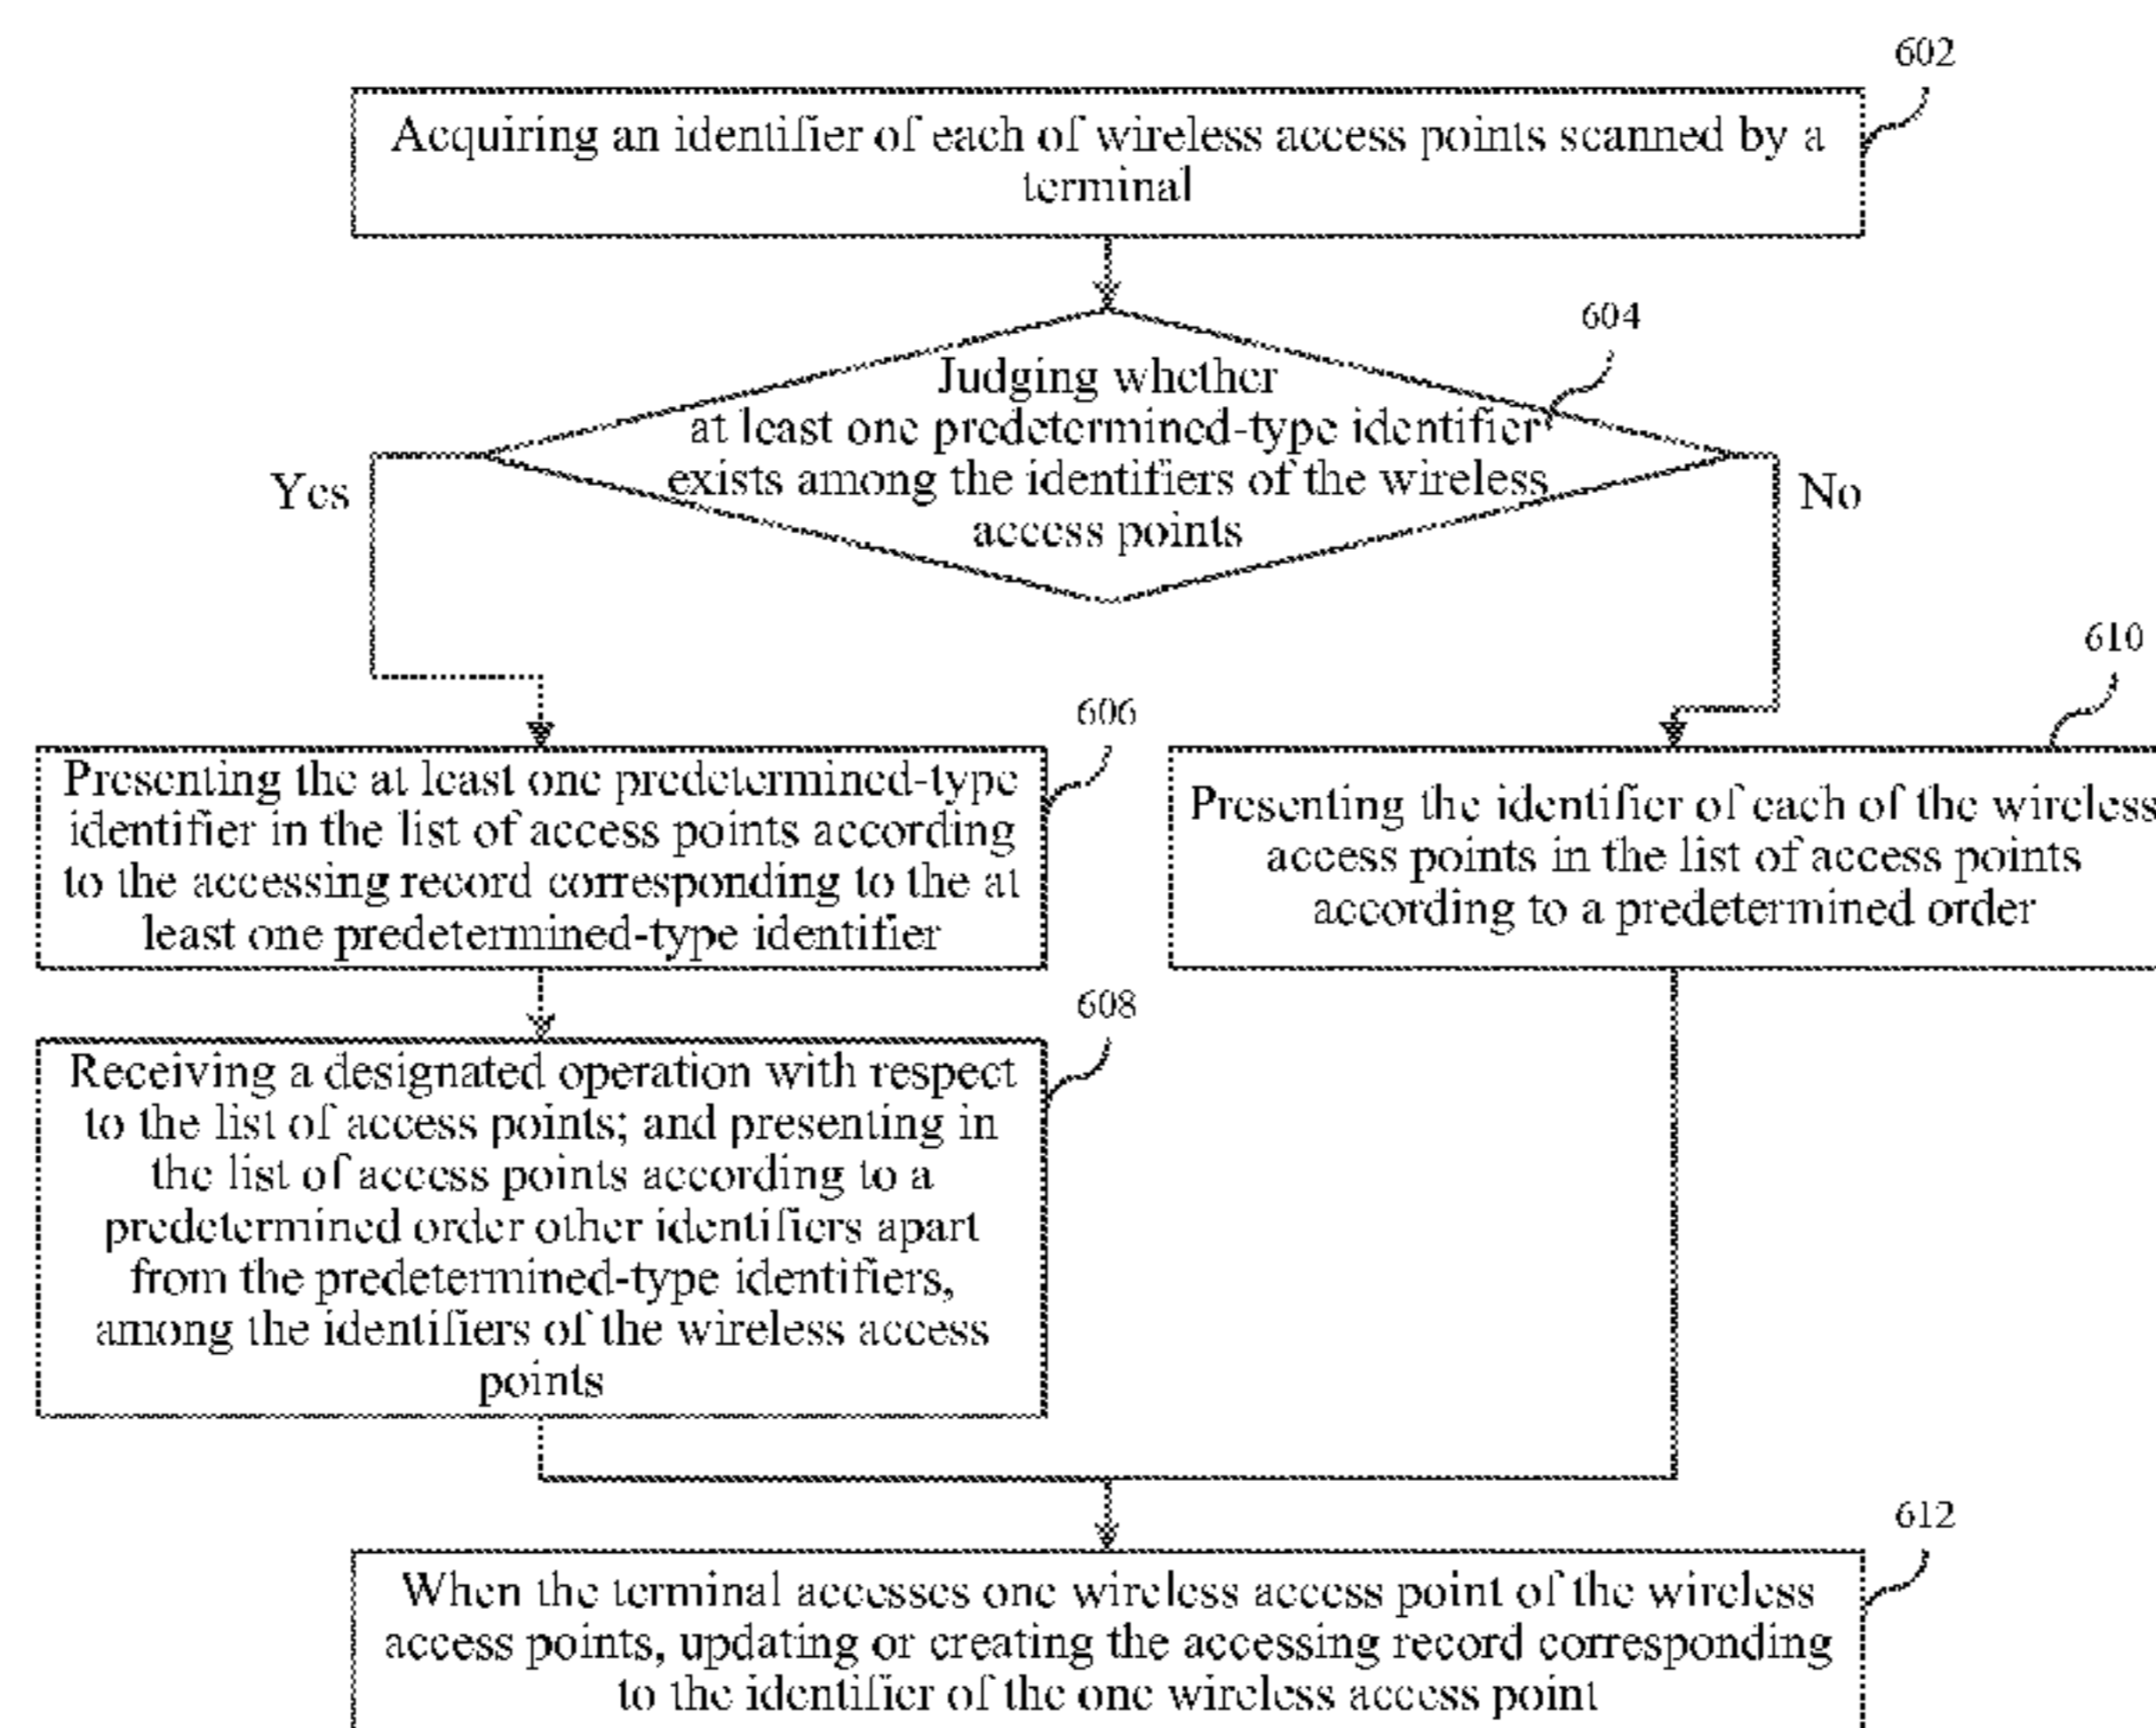 602
Acquiring an identifier of each of wireless access points scanned by a
terminal
604
Judging whether
at least one predetermined-type identifier
exists among the identifiers of the wireless
access points
Yes
No
610
606
Presenting the at least one predetermined-type
identifier in the list of access points according
to the accessing record corresponding to the at
least one predetermined-type identifier
Presenting the identifier of each of the wireless
access points in the list of access points
according to a predetermined order
608
Receiving a designated operation with respect
to the list of access points; and presenting in
the list of access points according to a
predetermined order other identifiers apart
from the predetermined-type identifiers,
among the identifiers of the wireless access
points
612
When the terminal accesses one wireless access point of the wireless
access points, updating or creating the accessing record corresponding
to the identifier of the one wireless access point